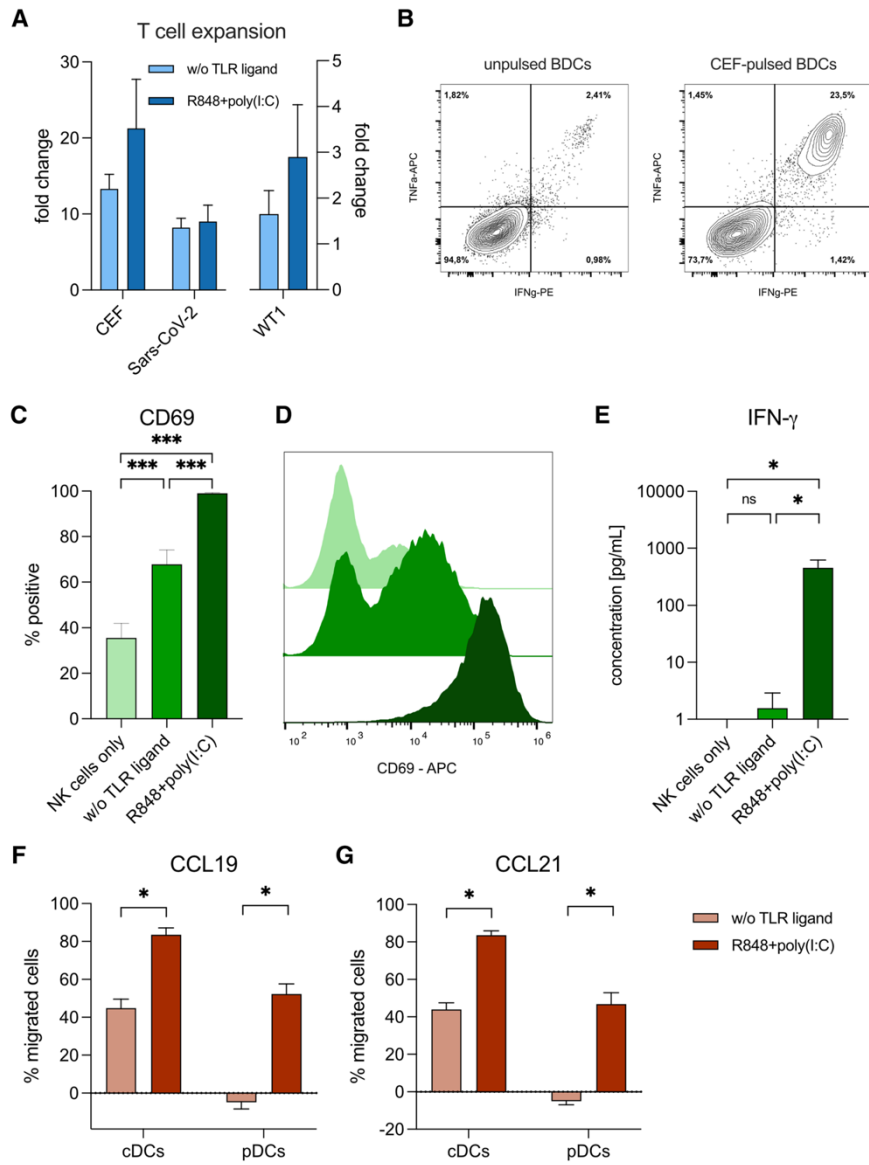 A
T cell expansion
w/o TLR ligand
R848+poly(I:C)
fold change
30
20
10
0
5
4
3
2
1
0
fold change
CEF
Sars-CoV-2
WT1
B
unpulsed BDCs
CEF-pulsed BDCs
1,82%
2,41%
94,8%
0,98%
TNFa-APC
IFNg-PE
1,45%
23,5%
73,7%
1,42%
TNFa-APC
IFNg-PE
C
CD69
***
***
***
% positive
100
80
60
40
20
0
NK cells only
w/o TLR ligand
R848+poly(I:C)
D
10² 10³ 10⁴ 10⁵ 10⁶
CD69 - APC
E
IFN-γ
*
ns
*
concentration [pg/mL]
10000
1000
100
10
1
NK cells only
w/o TLR ligand
R848+poly(I:C)
F
CCL19
*
*
% migrated cells
100
80
60
40
20
0
cDCs
pDCs
G
CCL21
*
*
% migrated cells
100
80
60
40
20
0
-20
cDCs
pDCs
w/o TLR ligand
R848+poly(I:C)